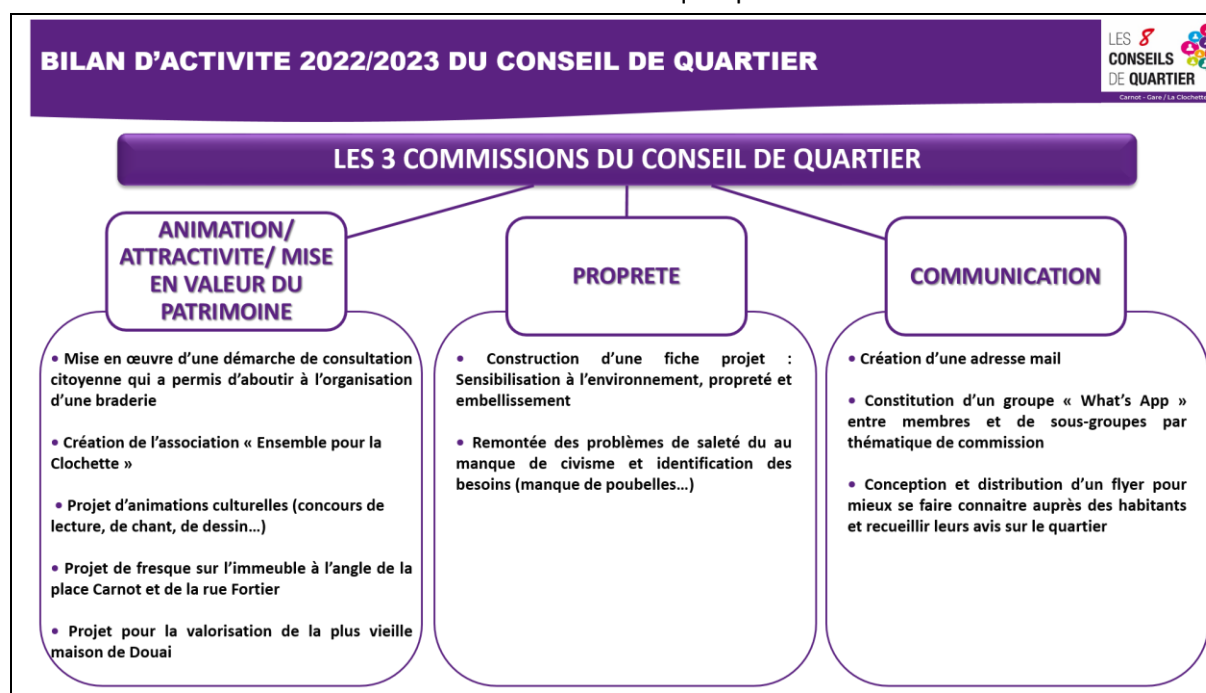 BILAN D'ACTIVITE 2022/2023 DU CONSEIL DE QUARTIER
LES 8
CONSEILS
DE QUARTIER
Carnot - Gare / La Clochette
LES 3 COMMISSIONS DU CONSEIL DE QUARTIER
ANIMATION/
ATTRACTIVITE/ MISE
EN VALEUR DU
PATRIMOINE
• Mise en œuvre d'une démarche de consultation
citoyenne qui a permis d'aboutir à l'organisation
d'une braderie
• Création de l'association « Ensemble pour la
Clochette »
• Projet d'animations culturelles (concours de
lecture, de chant, de dessin…)
• Projet de fresque sur l'immeuble à l'angle de la
place Carnot et de la rue Fortier
• Projet pour la valorisation de la plus vieille
maison de Douai
PROPRETE
• Construction d'une fiche projet :
Sensibilisation à l'environnement, propreté et
embellissement
• Remontée des problèmes de saleté du au
manque de civisme et identification des
besoins (manque de poubelles…)
COMMUNICATION
• Création d'une adresse mail
• Constitution d'un groupe « What's App »
entre membres et de sous-groupes par
thématique de commission
• Conception et distribution d'un flyer pour
mieux se faire connaitre auprès des habitants
et recueillir leurs avis sur le quartier